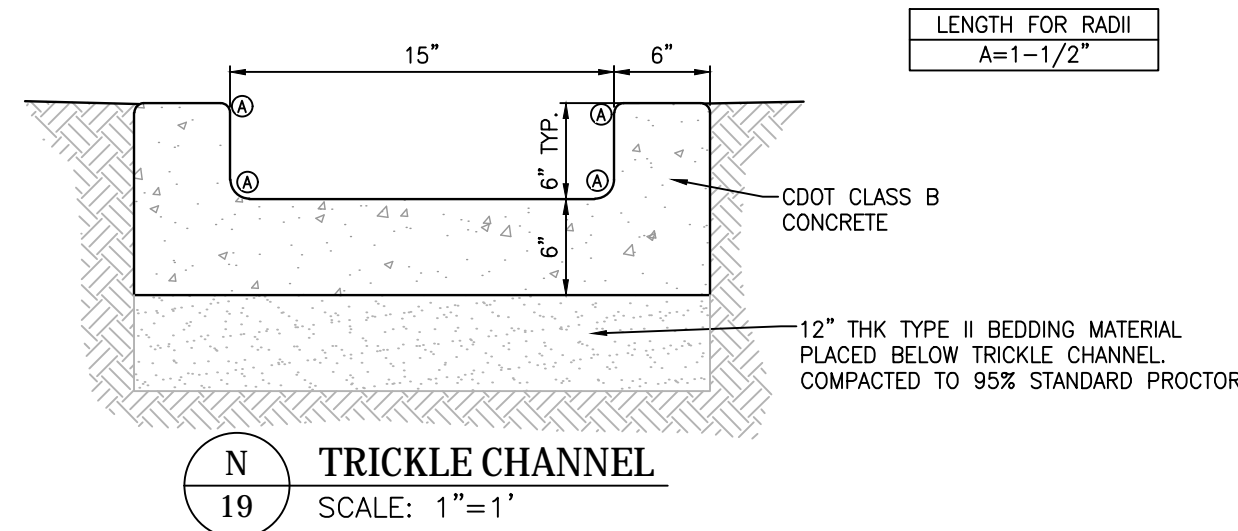 LENGTH FOR RADII
A=1-1/2"
15"
6"
A
A
6" TYP.
A
A
CDOT CLASS B
CONCRETE
6"
12" THK TYPE II BEDDING MATERIAL
PLACED BELOW TRICKLE CHANNEL.
COMPACTED TO 95% STANDARD PROCTOR
N
19
TRICKLE CHANNEL
SCALE: 1"=1'